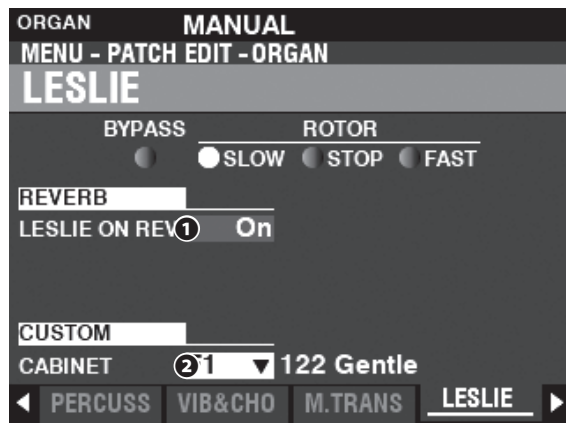 ORGAN MANUAL
MENU - PATCH EDIT - ORGAN
LESLIE
BYPASS ROTOR
SLOW STOP FAST
REVERB
LESLIE ON REV 1 On
CUSTOM
CABINET 2 1 ▼ 122 Gentle
◀ PERCUSS VIB&CHO M.TRANS LESLIE ▶